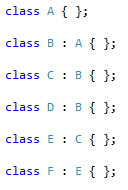 class A { };
class B : A { };
class C : B { };
class D : B { };
class E : C { };
class F : E { };